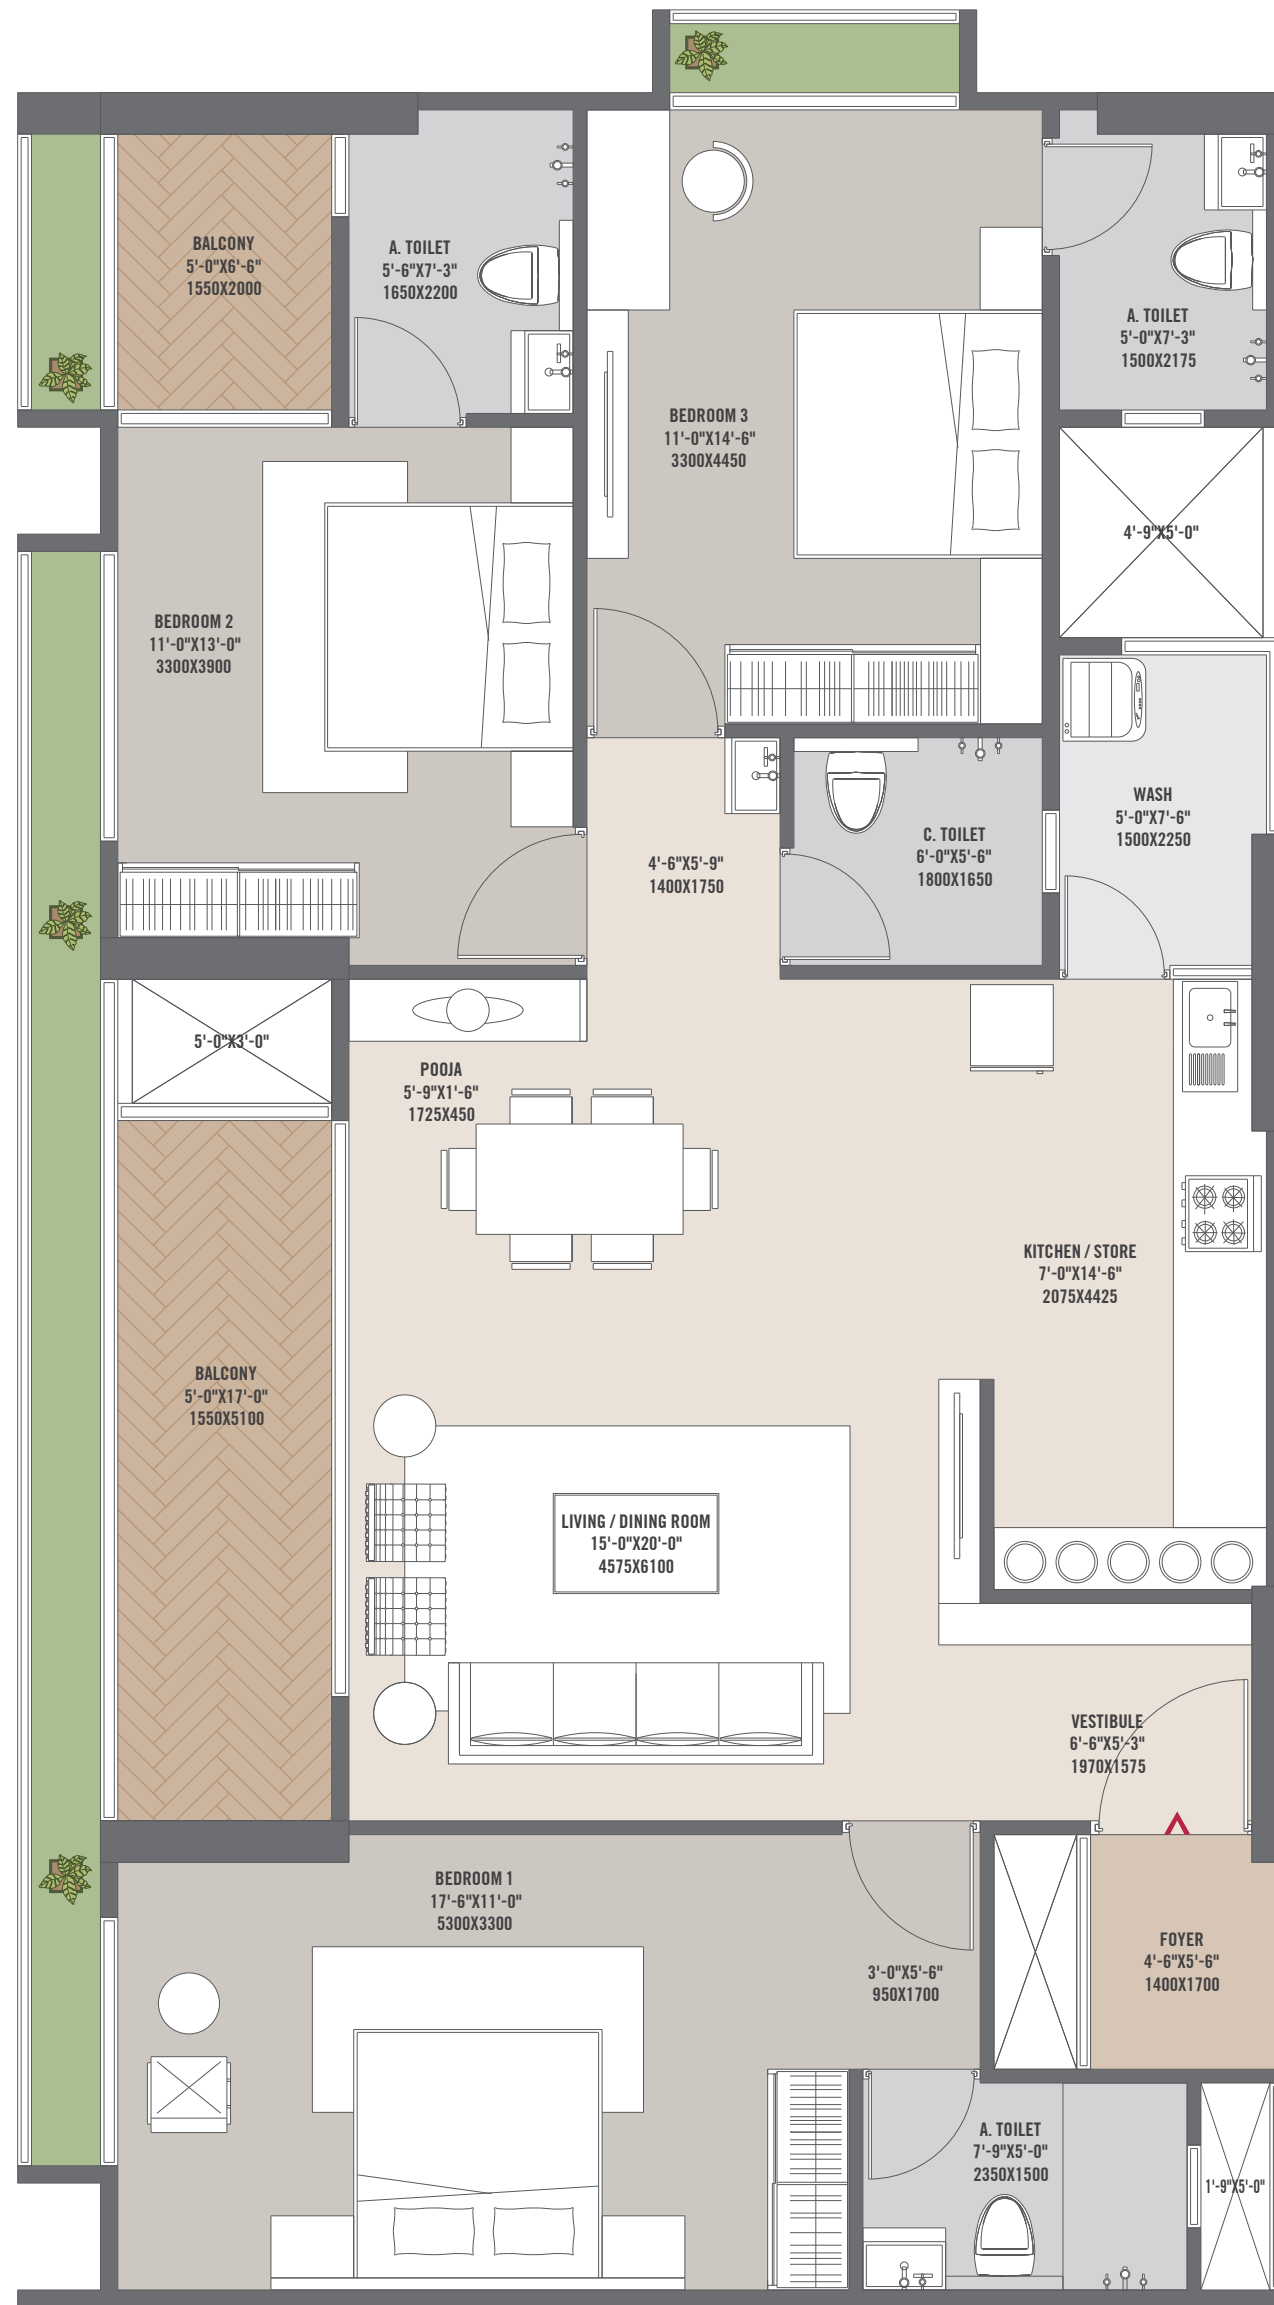 BALCONY
5'-0"X6'-6"
1550X2000
A. TOILET
5'-6"X7'-3"
1650X2200
A. TOILET
5'-0"X7'-3"
1500X2175
BEDROOM 3
11'-0"X14'-6"
3300X4450
4'-9"X5'-0"
BEDROOM 2
11'-0"X13'-0"
3300X3900
WASH
5'-0"X7'-6"
1500X2250
C. TOILET
6'-0"X5'-6"
1800X1650
4'-6"X5'-9"
1400X1750
5'-0"X3'-0"
POOJA
5'-9"X1'-6"
1725X450
KITCHEN / STORE
7'-0"X14'-6"
2075X4425
BALCONY
5'-0"X17'-0"
1550X5100
LIVING / DINING ROOM
15'-0"X20'-0"
4575X6100
VESTIBULE
6'-6"X5'-3"
1970X1575
BEDROOM 1
17'-6"X11'-0"
5300X3300
3'-0"X5'-6"
950X1700
FOYER
4'-6"X5'-6"
1400X1700
A. TOILET
7'-9"X5'-0"
2350X1500
1'-9"X5'-0"